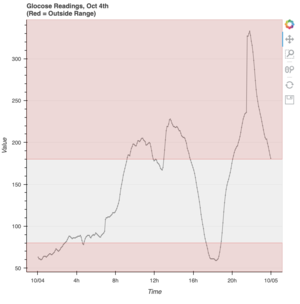 Glocose Readings, Oct 4th
(Red = Outside Range)
Value
300
250
200
150
100
50
10/04
4h
8h
12h
16h
20h
10/05
Time